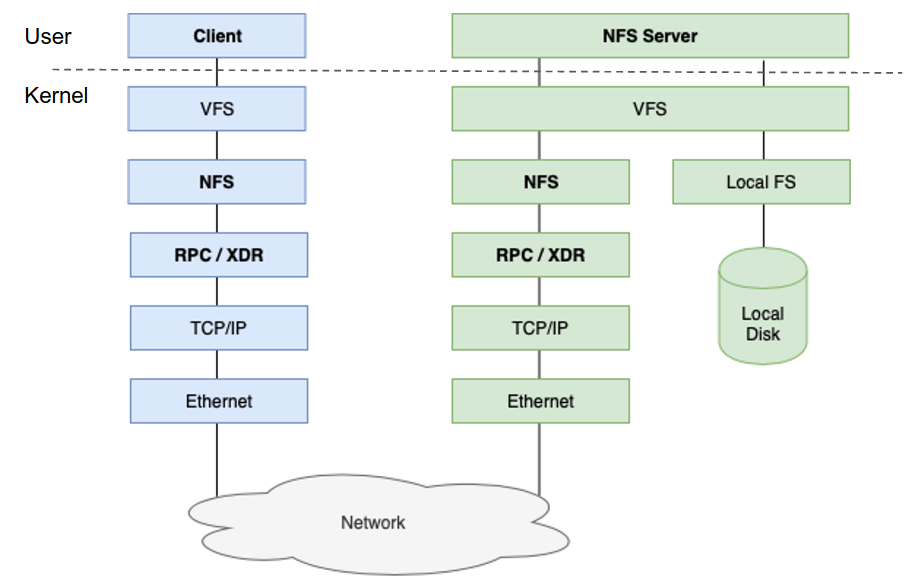 User
Client
NFS Server
Kernel
VFS
VFS
NFS
NFS
Local FS
RPC / XDR
RPC / XDR
TCP/IP
TCP/IP
Local
Disk
Ethernet
Ethernet
Network